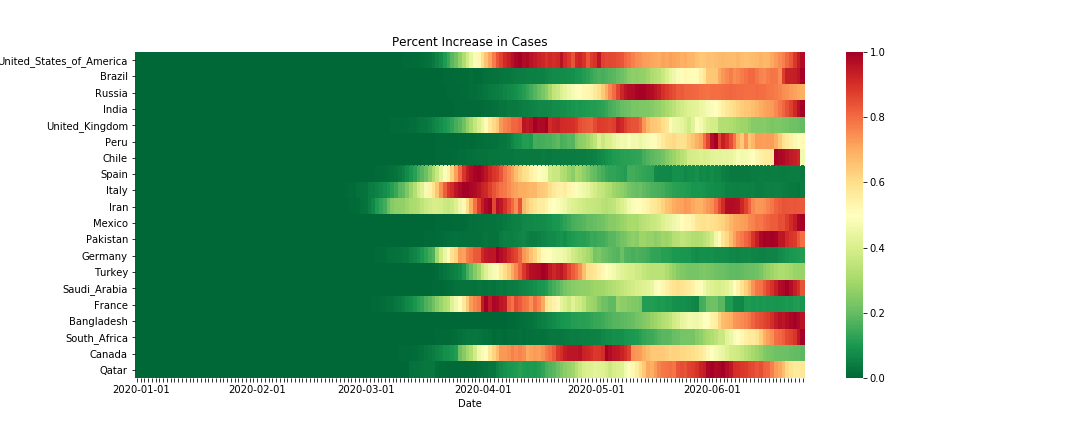 Percent Increase in Cases
United_States_of_America
Brazil
Russia
India
United_Kingdom
Peru
Chile
Spain
Italy
Iran
Mexico
Pakistan
Germany
Turkey
Saudi_Arabia
France
Bangladesh
South_Africa
Canada
Qatar
2020-01-01 2020-02-01 2020-03-01 2020-04-01 2020-05-01 2020-06-01
Date
1.0
0.8
0.6
0.4
0.2
0.0